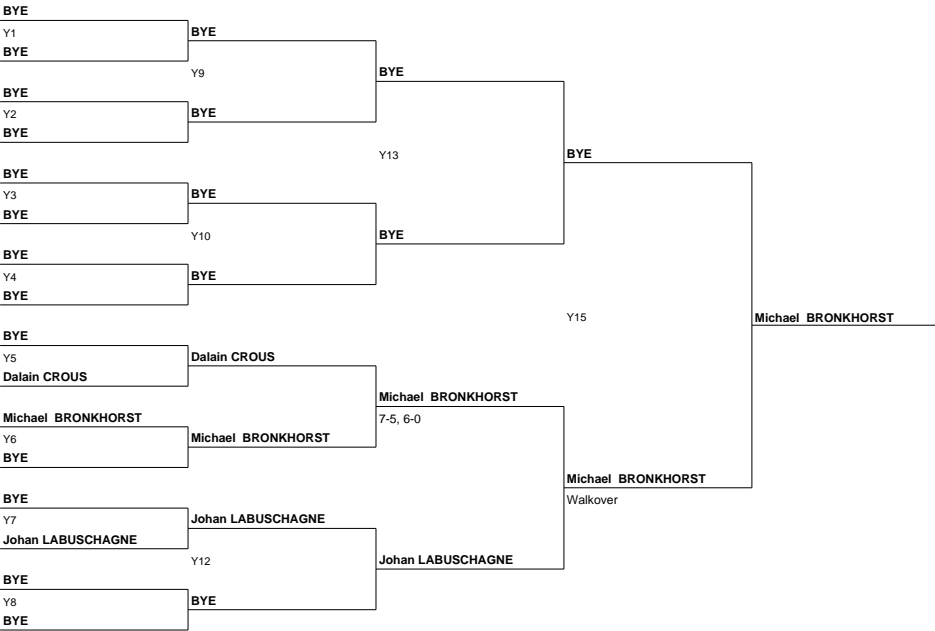 BYE
Y1
BYE
BYE
Y9
BYE
Y2
BYE
BYE
BYE
Y13
BYE
Y3
BYE
BYE
Y10
BYE
Y4
BYE
BYE
BYE
Y15
Michael BRONKHORST
BYE
Y5
Dalain CROUS
Dalain CROUS
Michael BRONKHORST
7-5, 6-0
Michael BRONKHORST
Y6
BYE
Michael BRONKHORST
Michael BRONKHORST
Walkover
BYE
Y7
Johan LABUSCHAGNE
Johan LABUSCHAGNE
Y12
Johan LABUSCHAGNE
BYE
Y8
BYE
BYE